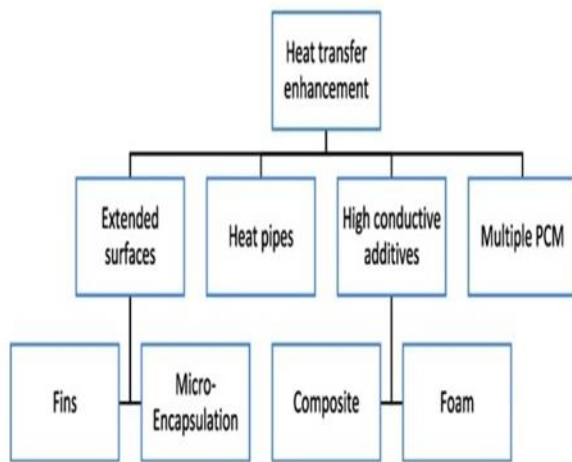 Heat transfer
enhancement
Extended
surfaces
Heat pipes
High conductive
additives
Multiple PCM
Fins
Micro-
Encapsulation
Composite
Foam